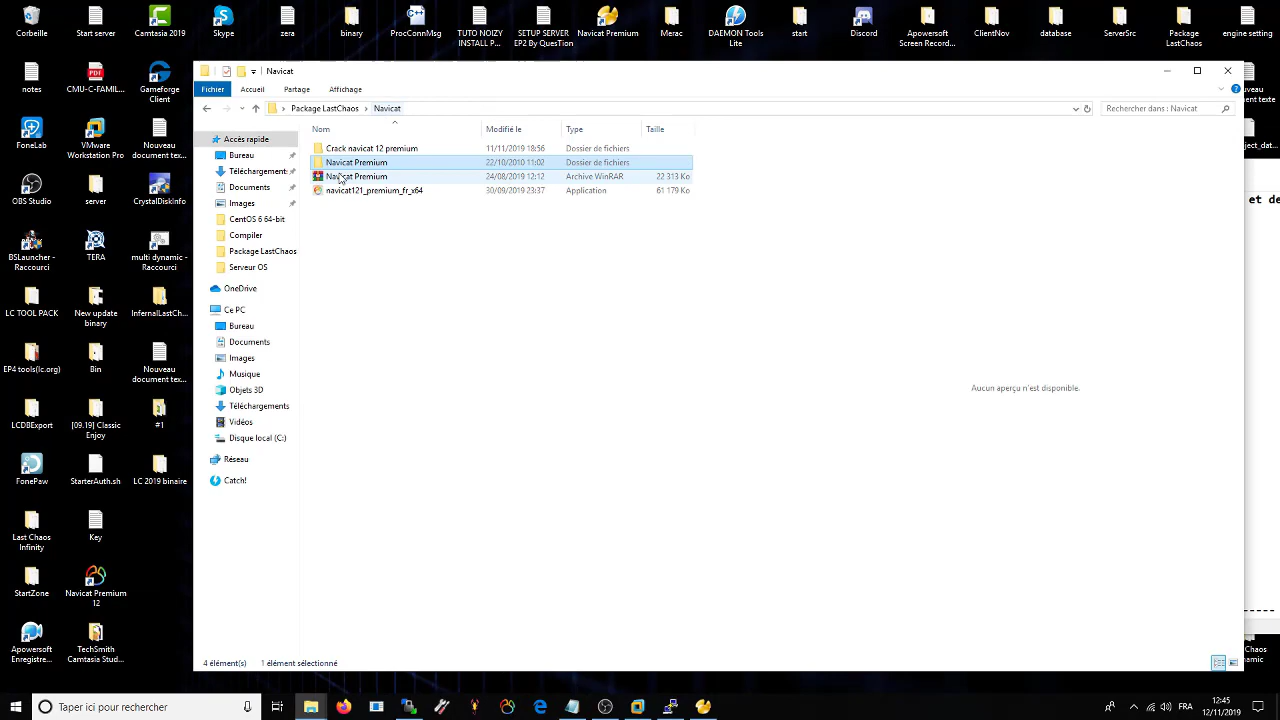 Corbeille
Start server
Camtasia 2019
Skype
zera
binary
ProcConnMsg
TUTO NOIZY
INSTALL P...
SETUP SERVER
EP2 By QuesTion
Navicat Premium
Merac
DAEMON Tools
Lite
start
Discord
Apowersoft
Screen Record...
ClientNov
database
ServerSrc
Package
LastChaos
engine setting
notes
CMU-C-FAMIL...
Gameforge
Client
FoneLab
VMware
Workstation Pro
Nouveau
document tex...
OBS Studio
server
CrystalDiskInfo
BSLauncher -
Raccourci
TERA
multi dynamic -
Raccourci
LC TOOL PACK
New update
binary
InfernalLastCh...
EP4 tools(lc.org)
Bin
Nouveau
document tex...
LCDBExport
[09.19] Classic
Enjoy
#1
FonePaw
StarterAuth.sh
LC 2019 binaire
Last Chaos
Infinity
Key
StartZone
Navicat Premium
12
Apowersoft
Enregistre...
TechSmith
Camtasia Stud...
Navicat
Fichier
Accueil
Partage
Affichage
Package LastChaos
Navicat
Rechercher dans : Navicat
Nom
Modifié le
Type
Taille
Crack navicat 12 premium
11/11/2019 18:56
Dossier de fichiers
Navicat Premium
22/10/2010 11:02
Dossier de fichiers
Navicat Premium
24/08/2019 12:12
Archive WinRAR
22 313 Ko
navicat121_premium_fr_x64
30/09/2019 23:37
Application
61 179 Ko
Accès rapide
Bureau
Téléchargement:
Documents
Images
CentOS 6 64-bit
Compiler
Package LastChaos
Serveur OS
OneDrive
Ce PC
Bureau
Documents
Images
Musique
Objets 3D
Téléchargements
Vidéos
Disque local (C:)
Réseau
Catch!
Aucun aperçu n'est disponible.
4 élément(s)
1 élément sélectionné
ject_dat...
et de
Chaos
namic
Taper ici pour rechercher
FRA
12:45
12/11/2019